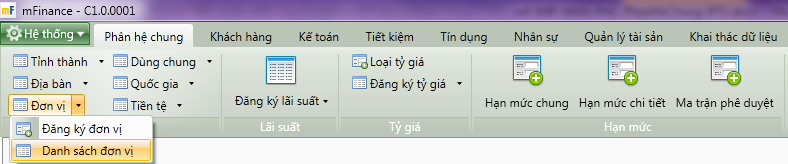 mF mFinance - C1.0.0001
Hệ thống Phân hệ chung Khách hàng Kế toán Tiết kiệm Tín dụng Nhân sự Quản lý tài sản Khai thác dữ liệu
Tỉnh thành Dùng chung Loại tỷ giá
Địa bàn Quốc gia Đăng ký lãi suất Đăng ký tỷ giá Hạn mức chung Hạn mức chi tiết Ma trận phê duyệt
Đơn vị Tiền tệ
Lãi suất Tỷ giá Hạn mức
Đăng ký đơn vị
Danh sách đơn vị